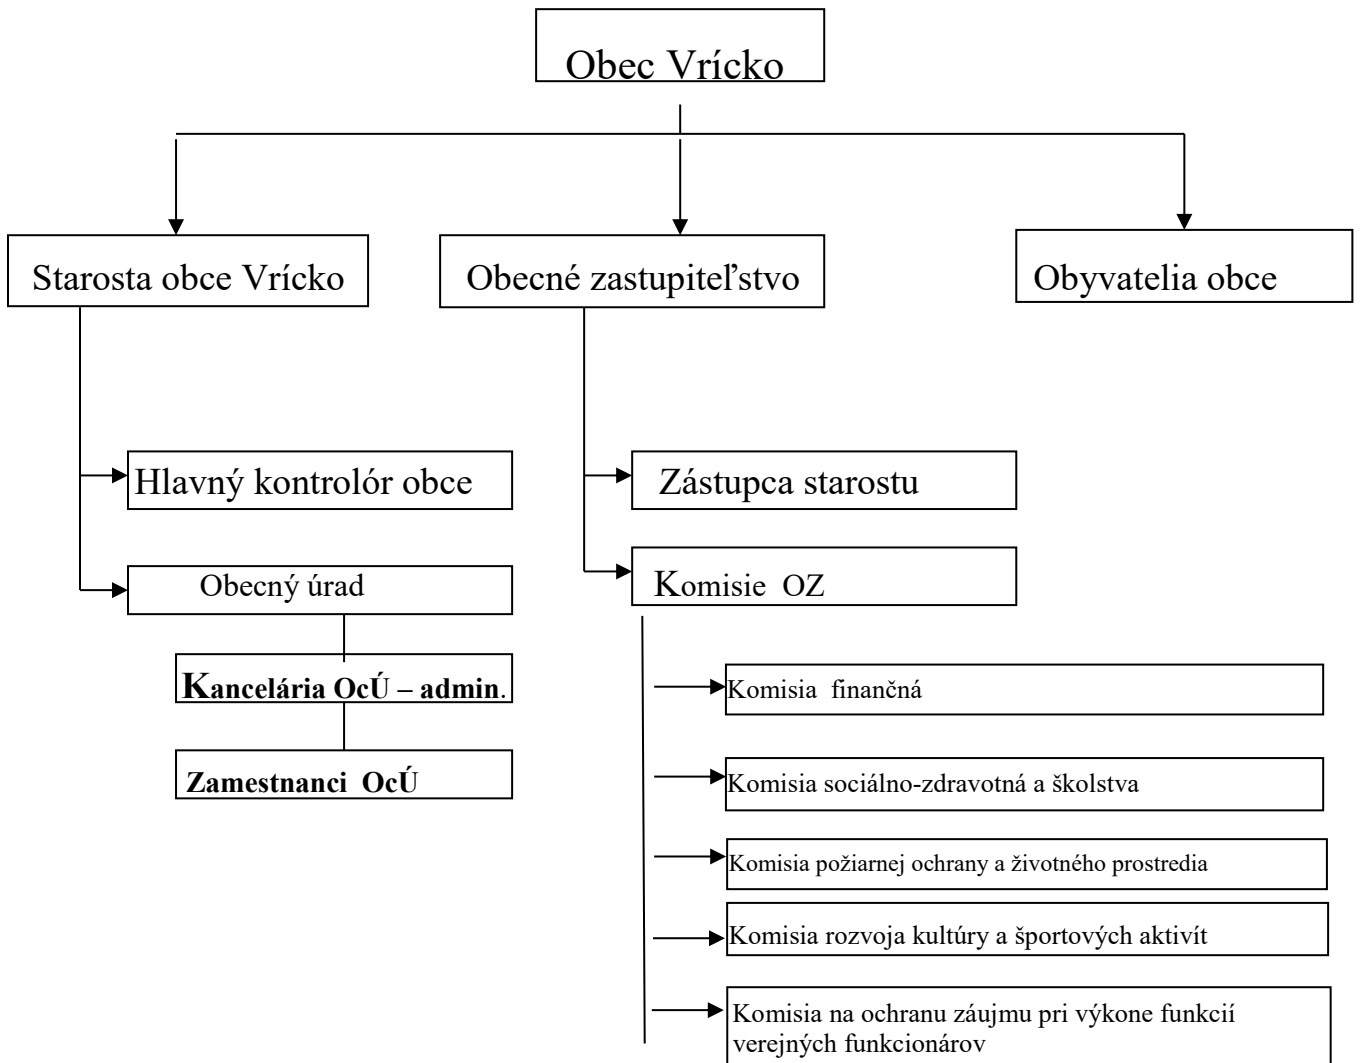 Obec Vrícko
Starosta obce Vrícko
Obecné zastupiteľstvo
Obyvatelia obce
Hlavný kontrolór obce
Zástupca starostu
Obecný úrad
Komisie OZ
Kancelária OcÚ – admin.
Zamestnanci OcÚ
Komisia finančná
Komisia sociálno-zdravotná a školstva
Komisia požiarnej ochrany a životného prostredia
Komisia rozvoja kultúry a športových aktivít
Komisia na ochranu záujmu pri výkone funkcií
verejných funkcionárov